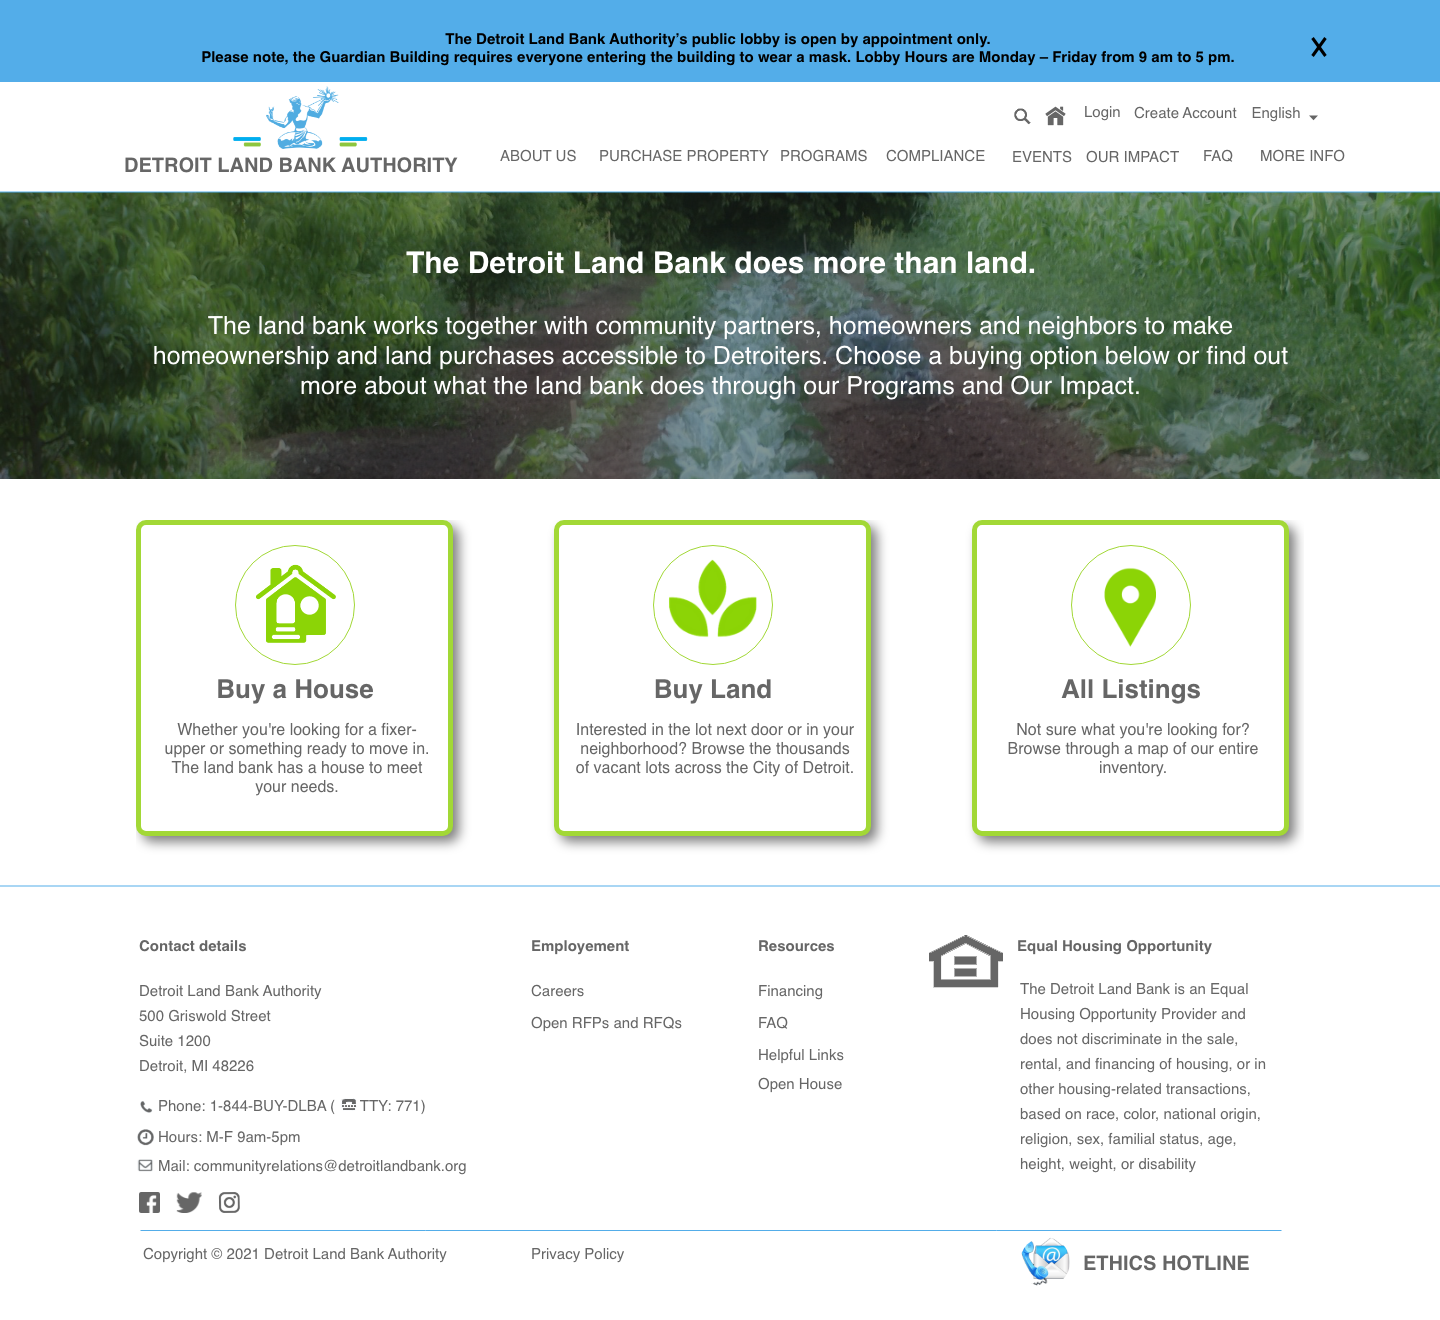 The Detroit Land Bank Authority's public lobby is open by appointment only.
Please note, the Guardian Building requires everyone entering the building to wear a mask. Lobby Hours are Monday – Friday from 9 am to 5 pm.
X
Login Create Account English
DETROIT LAND BANK AUTHORITY
ABOUT US PURCHASE PROPERTY PROGRAMS COMPLIANCE EVENTS OUR IMPACT FAQ MORE INFO
The Detroit Land Bank does more than land.
The land bank works together with community partners, homeowners and neighbors to make
homeownership and land purchases accessible to Detroiters. Choose a buying option below or find out
more about what the land bank does through our Programs and Our Impact.
Buy a House
Whether you're looking for a fixer-
upper or something ready to move in.
The land bank has a house to meet
your needs.
Buy Land
Interested in the lot next door or in your
neighborhood? Browse the thousands
of vacant lots across the City of Detroit.
All Listings
Not sure what you're looking for?
Browse through a map of our entire
inventory.
Contact details
Detroit Land Bank Authority
500 Griswold Street
Suite 1200
Detroit, MI 48226
Phone: 1-844-BUY-DLBA ( TTY: 771)
Hours: M-F 9am-5pm
Mail: communityrelations@detroitlandbank.org
Employement
Careers
Open RFPs and RFQs
Resources
Financing
FAQ
Helpful Links
Open House
Equal Housing Opportunity
The Detroit Land Bank is an Equal
Housing Opportunity Provider and
does not discriminate in the sale,
rental, and financing of housing, or in
other housing-related transactions,
based on race, color, national origin,
religion, sex, familial status, age,
height, weight, or disability
Copyright © 2021 Detroit Land Bank Authority
Privacy Policy
@
ETHICS HOTLINE